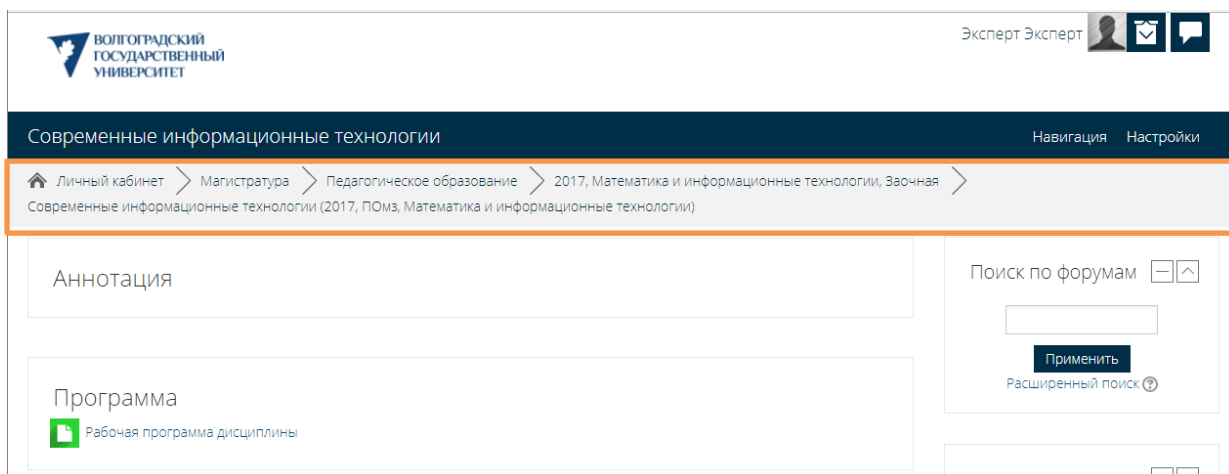 ВОЛГОГРАДСКИЙ
ГОСУДАРСТВЕННЫЙ
УНИВЕРСИТЕТ
Эксперт Эксперт
Современные информационные технологии
Навигация Настройки
Личный кабинет Магистратура Педагогическое образование 2017, Математика и информационные технологии, Заочная
Современные информационные технологии (2017, ПОмз, Математика и информационные технологии)
Аннотация
Программа
Рабочая программа дисциплины
Поиск по форумам
Применить
Расширенный поиск ?